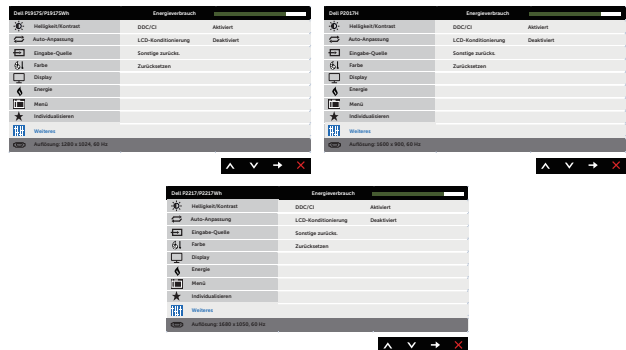 Dell P1917S/P1917SWh Energieverbrauch
Helligkeit/Kontrast DDC/CI Aktiviert
Auto-Anpassung LCD-Konditionierung Deaktiviert
Eingabe-Quelle Sonstige zurücks.
Farbe Zurücksetzen
Display
Energie
Menü
Individualisieren
Weiteres
Auflösung: 1280 x 1024, 60 Hz
Dell P2017H Energieverbrauch
Helligkeit/Kontrast DDC/CI Aktiviert
Auto-Anpassung LCD-Konditionierung Deaktiviert
Eingabe-Quelle Sonstige zurücks.
Farbe Zurücksetzen
Display
Energie
Menü
Individualisieren
Weiteres
Auflösung: 1600 x 900, 60 Hz
Dell P2217/P2217Wh Energieverbrauch
Helligkeit/Kontrast DDC/CI Aktiviert
Auto-Anpassung LCD-Konditionierung Deaktiviert
Eingabe-Quelle Sonstige zurücks.
Farbe Zurücksetzen
Display
Energie
Menü
Individualisieren
Weiteres
Auflösung: 1680 x 1050, 60 Hz